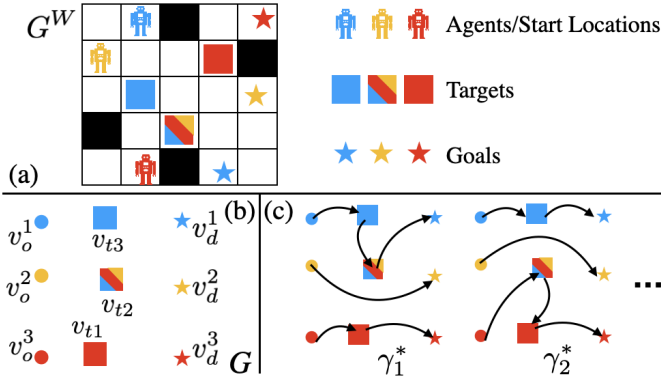 G^W
Agents/Start Locations
Targets
Goals
(a)
(b)
(c)
v_o^1
v_{t3}
v_d^1
v_o^2
v_{t2}
v_d^2
v_{t1}
v_o^3
v_d^3
G
γ_1^*
γ_2^*
...